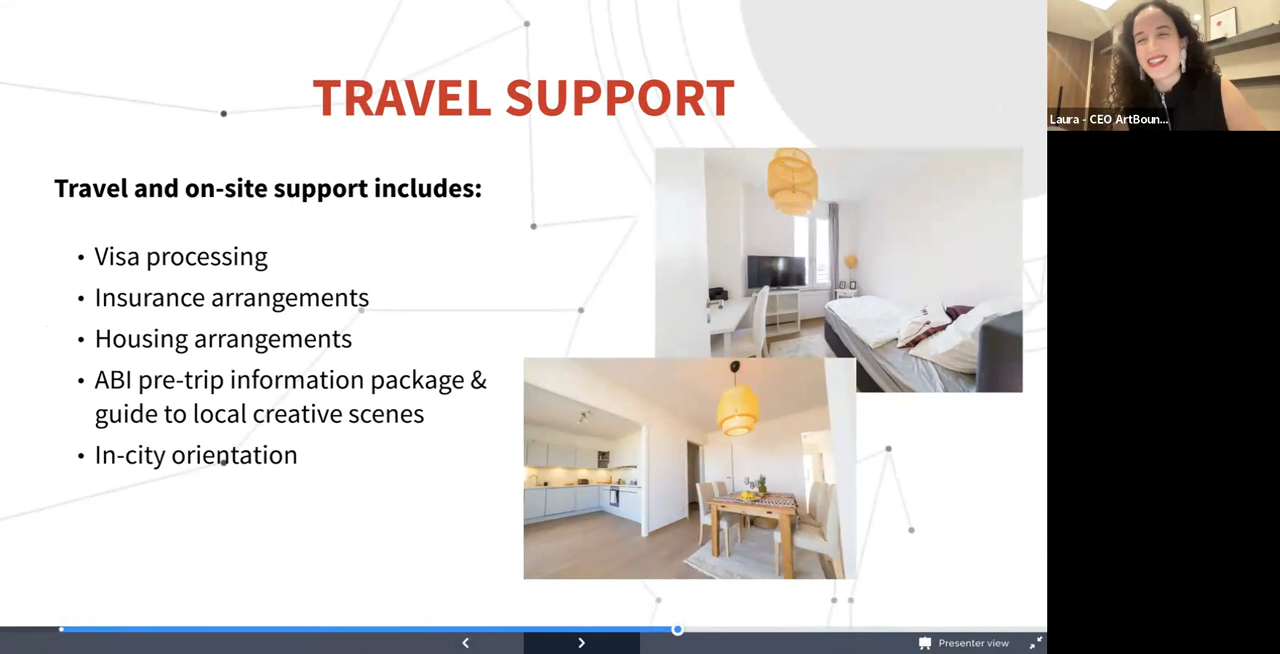 TRAVEL SUPPORT
Travel and on-site support includes:
• Visa processing
• Insurance arrangements
• Housing arrangements
• ABI pre-trip information package &
guide to local creative scenes
• In-city orientation
Laura - CEO ArtBoun...
Presenter view